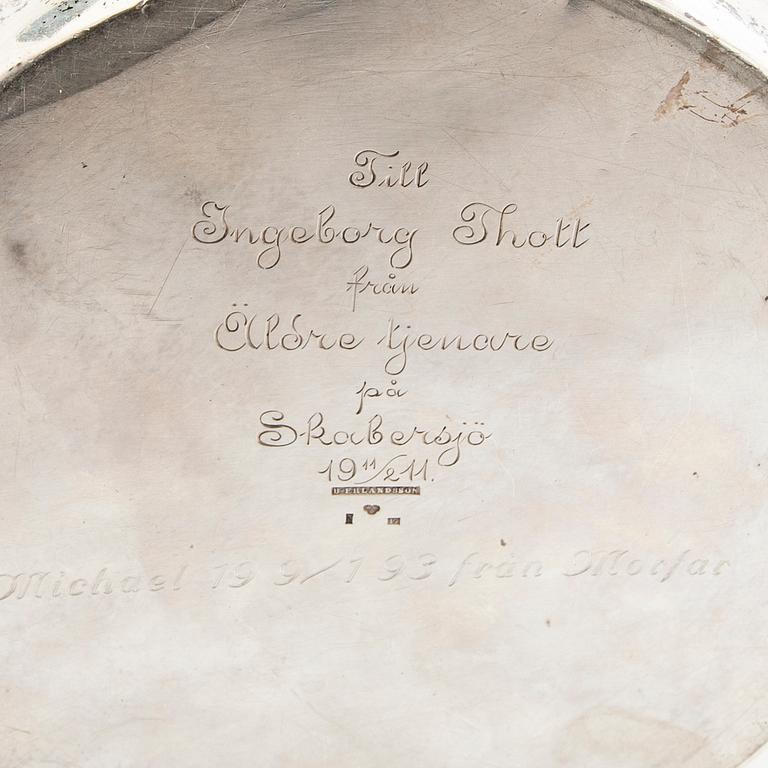 Till
Ingeborg Thott
från
Äldre tjenare
på
Skabersjö
19 11/2 11.
ERLANDSSON
Michael 19 9/1 93 från Morfar